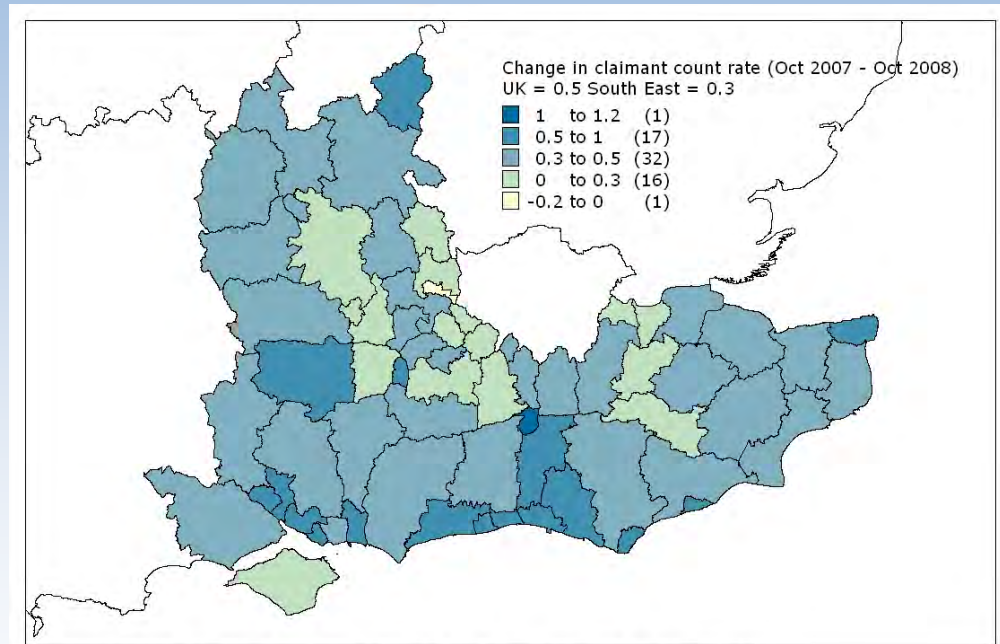 Change in claimant count rate (Oct 2007 - Oct 2008)
UK = 0.5 South East = 0.3
1 to 1.2 (1)
0.5 to 1 (17)
0.3 to 0.5 (32)
0 to 0.3 (16)
-0.2 to 0 (1)